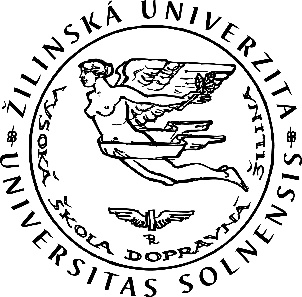 ŽILINSKÁ UNIVERZITA
UNIVERSITAS SOLNENSIS
VYSOKÁ ŠKOLA DOPRAVNÁ ŽILINA